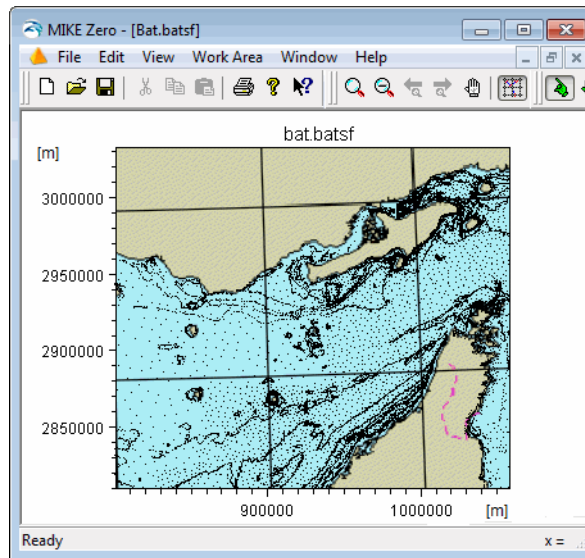 MIKE Zero - [Bat.batsf]
File Edit View Work Area Window Help
bat.batsf
[m]
3000000
2950000
2900000
2850000
900000 1000000 [m]
Ready x =